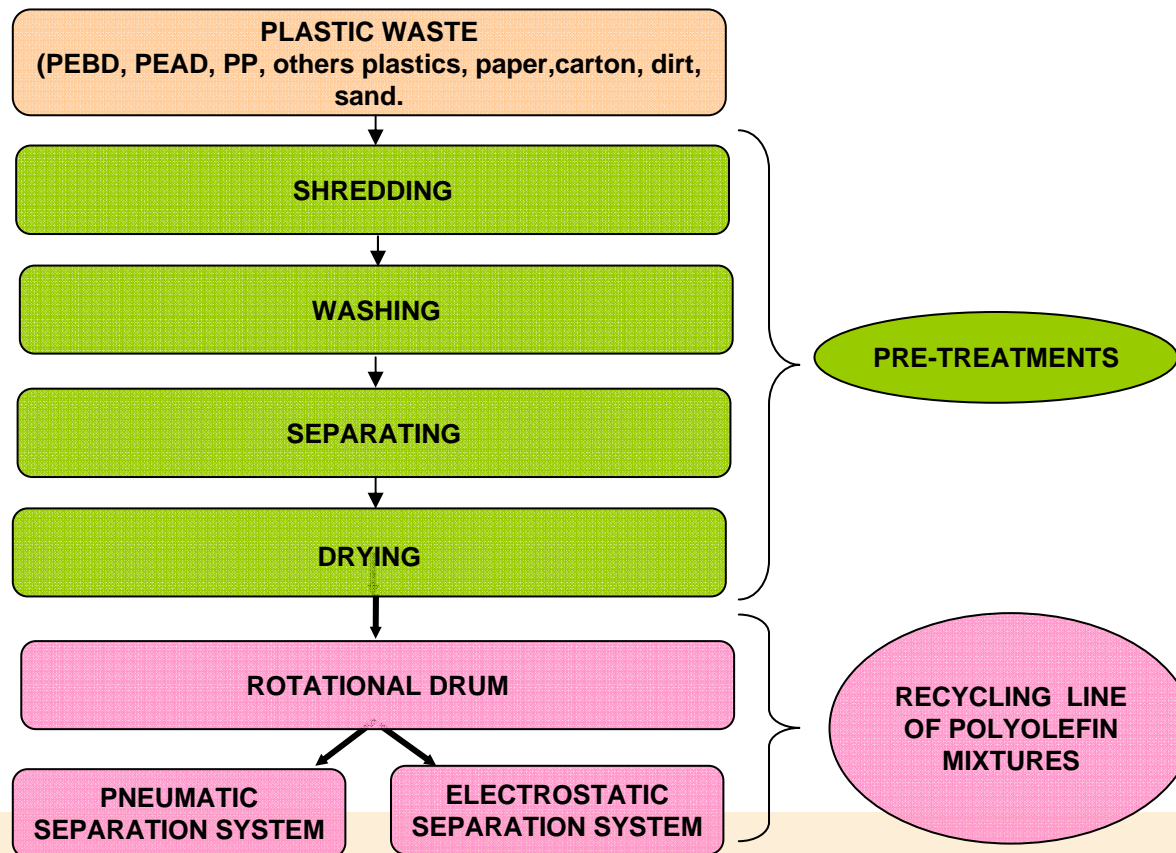 PLASTIC WASTE
(PEBD, PEAD, PP, others plastics, paper,carton, dirt,
sand.
SHREDDING
WASHING
SEPARATING
DRYING
PRE-TREATMENTS
ROTATIONAL DRUM
PNEUMATIC
SEPARATION SYSTEM
ELECTROSTATIC
SEPARATION SYSTEM
RECYCLING LINE
OF POLYOLEFIN
MIXTURES